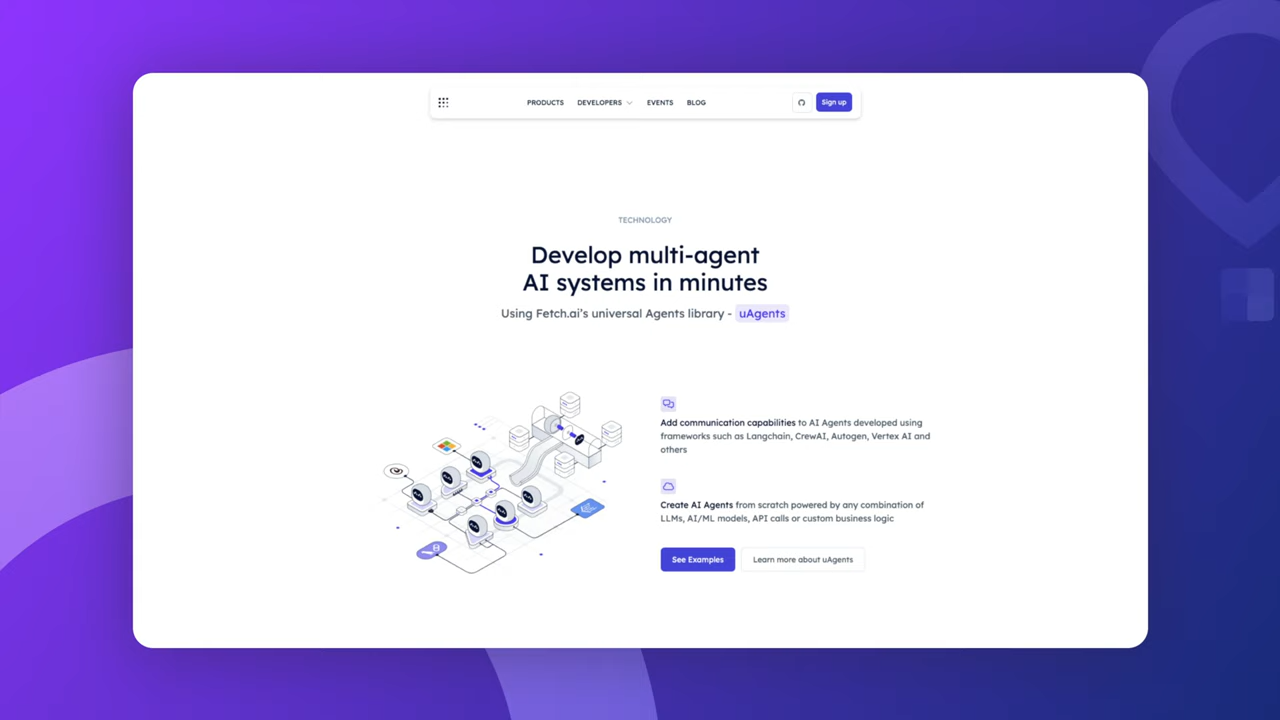 PRODUCTS DEVELOPERS EVENTS BLOG Sign up
TECHNOLOGY
Develop multi-agent
AI systems in minutes
Using Fetch.ai's universal Agents library - uAgents
Add communication capabilities to AI Agents developed using
frameworks such as Langchain, CrewAI, Autogen, Vertex AI and
others
Create AI Agents from scratch powered by any combination of
LLMs, AI/ML models, API calls or custom business logic
See Examples Learn more about uAgents